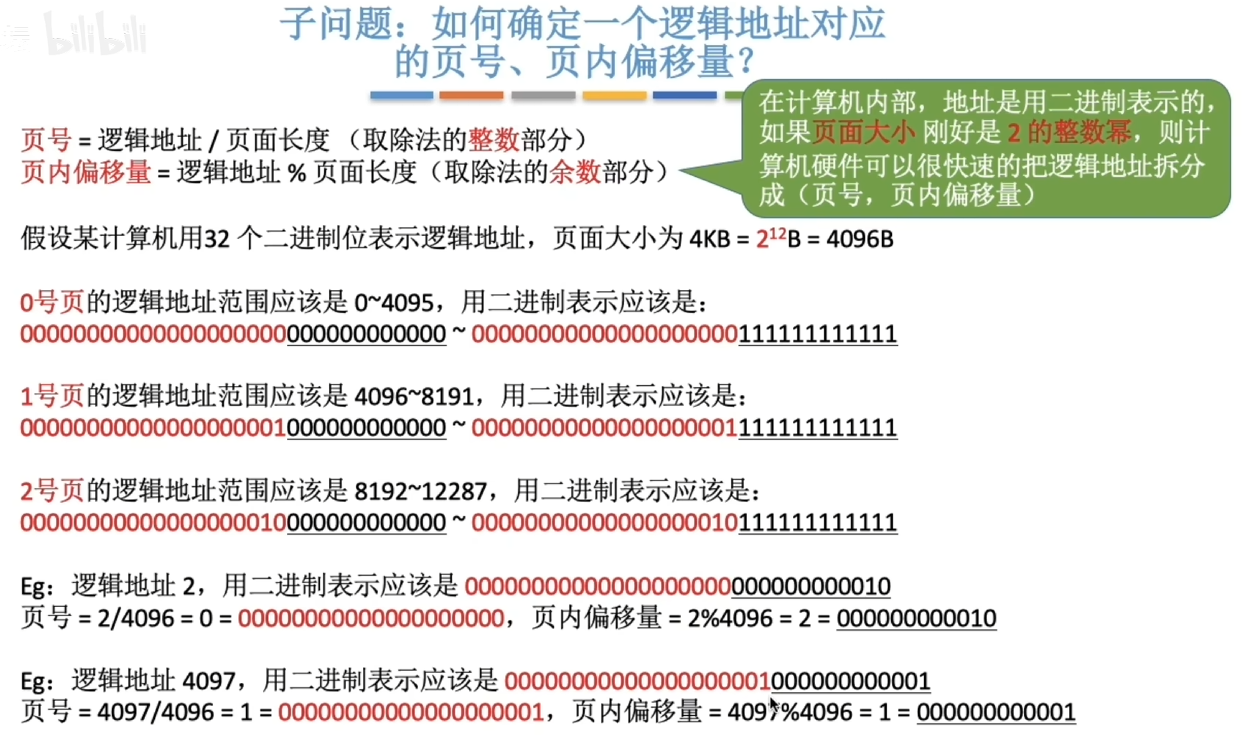 bilibili
子问题：如何确定一个逻辑地址对应
的页号、页内偏移量？
在计算机内部，地址是用二进制表示的，
如果页面大小 刚好是 2 的整数幂，则计
算机硬件可以很快速的把逻辑地址拆分
成（页号，页内偏移量）
页号 = 逻辑地址 / 页面长度 （取除法的整数部分）
页内偏移量 = 逻辑地址 % 页面长度（取除法的余数部分）
假设某计算机用32 个二进制位表示逻辑地址，页面大小为 4KB = 2¹²B = 4096B
0号页的逻辑地址范围应该是 0~4095，用二进制表示应该是：
00000000000000000000000000000000 ~ 00000000000000000000111111111111
1号页的逻辑地址范围应该是 4096~8191，用二进制表示应该是：
00000000000000000001000000000000 ~ 00000000000000000001111111111111
2号页的逻辑地址范围应该是 8192~12287，用二进制表示应该是：
00000000000000000010000000000000 ~ 00000000000000000010111111111111
Eg：逻辑地址 2，用二进制表示应该是 00000000000000000000000000000010
页号 = 2/4096 = 0 = 00000000000000000000，页内偏移量 = 2%4096 = 2 = 000000000010
Eg：逻辑地址 4097，用二进制表示应该是 00000000000000000001000000000001
页号 = 4097/4096 = 1 = 00000000000000000001，页内偏移量 = 4097%4096 = 1 = 000000000001